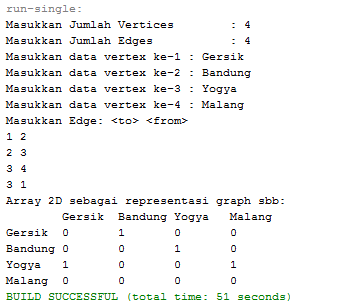 run-single:
Masukkan Jumlah Vertices : 4
Masukkan Jumlah Edges : 4
Masukkan data vertex ke-1 : Gersik
Masukkan data vertex ke-2 : Bandung
Masukkan data vertex ke-3 : Yogya
Masukkan data vertex ke-4 : Malang
Masukkan Edge: <to> <from>
1 2
2 3
3 4
3 1
Array 2D sebagai representasi graph sbb:
Gersik Bandung Yogya Malang
Gersik 0 1 0 0
Bandung 0 0 1 0
Yogya 1 0 0 1
Malang 0 0 0 0
BUILD SUCCESSFUL (total time: 51 seconds)